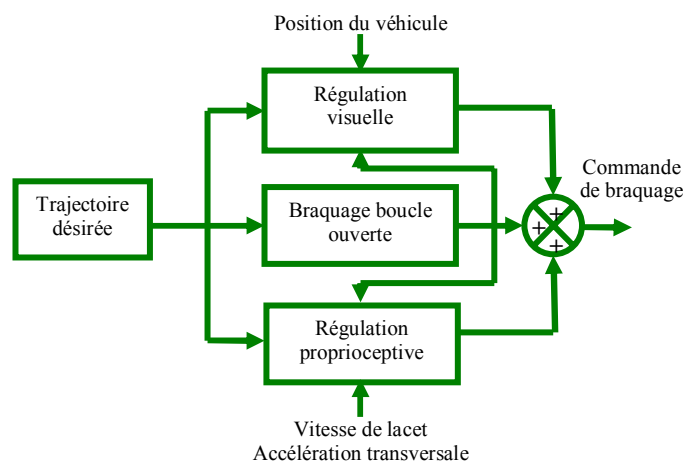 Position du véhicule
Régulation
visuelle
Commande
de braquage
Trajectoire
désirée
Braquage boucle
ouverte
+
+
+
Régulation
proprioceptive
Vitesse de lacet
Accélération transversale